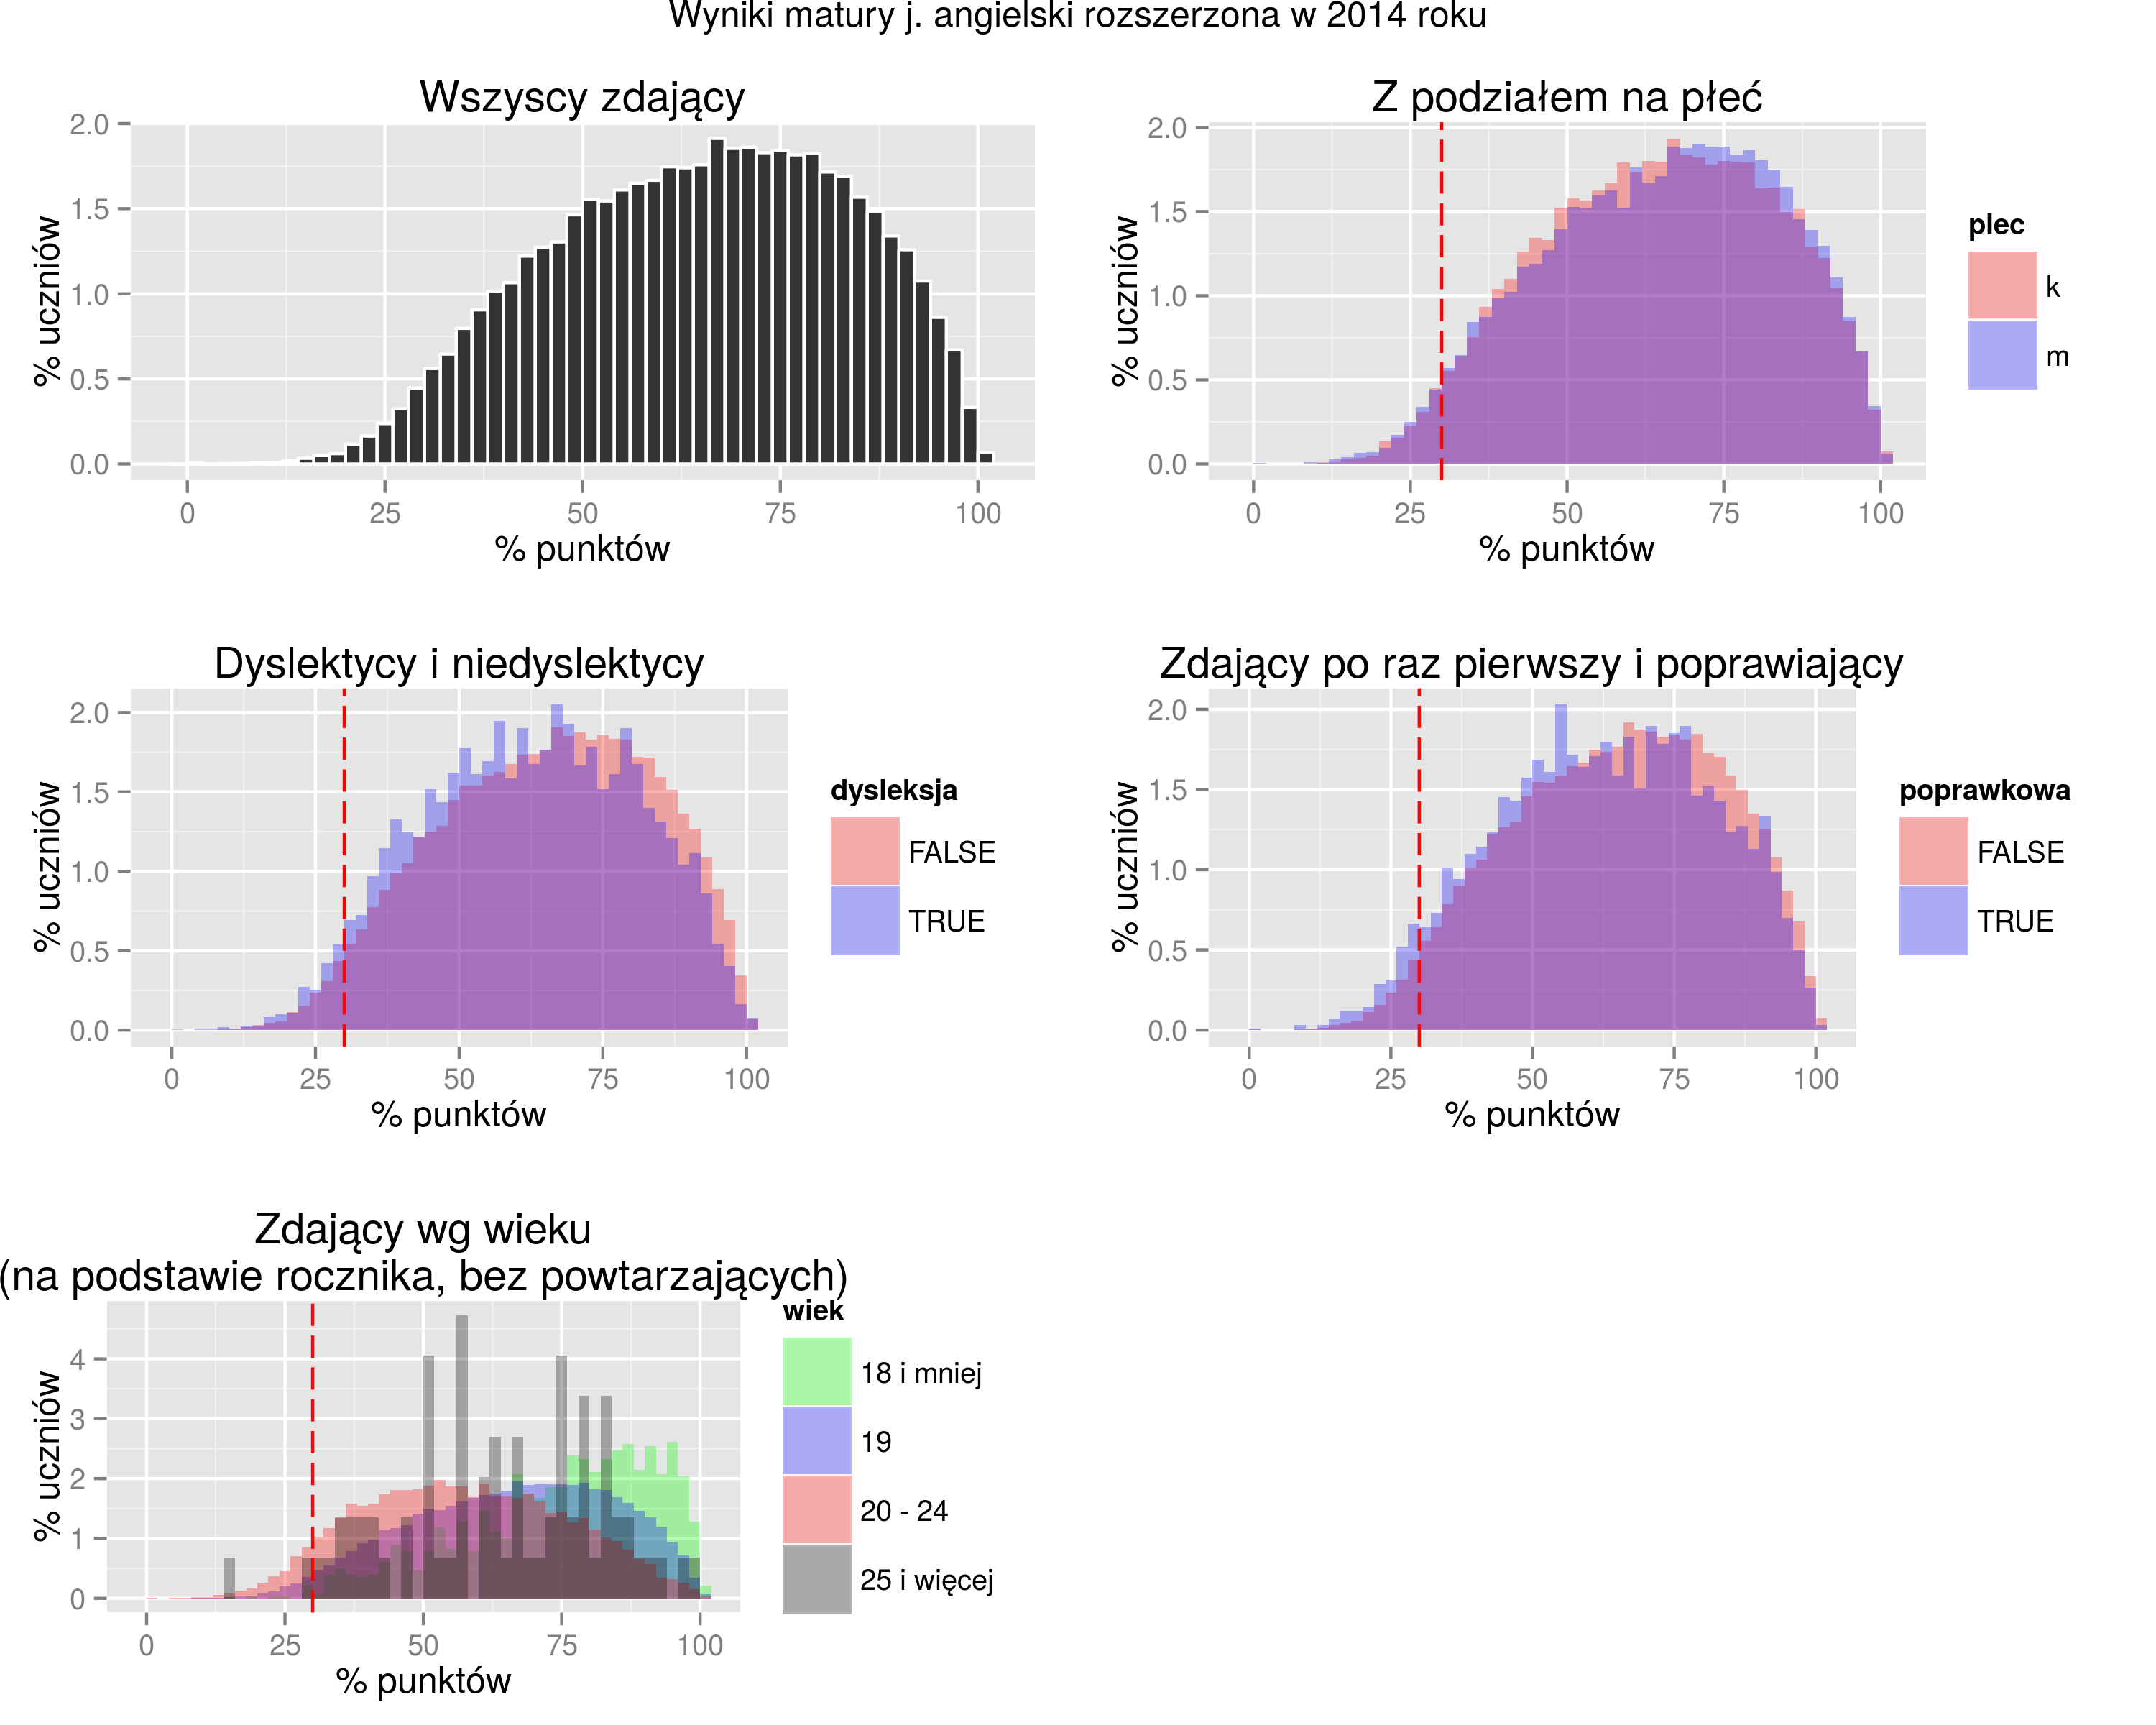 Wyniki matury j. angielski rozszerzona w 2014 roku
Wszyscy zdający
% uczniów
2.0
1.5
1.0
0.5
0.0
0 25 50 75 100
% punktów
Z podziałem na płeć
% uczniów
2.0
1.5
1.0
0.5
0.0
0 25 50 75 100
% punktów
plec
k
m
Dyslektycy i niedyslektycy
% uczniów
2.0
1.5
1.0
0.5
0.0
0 25 50 75 100
% punktów
dysleksja
FALSE
TRUE
Zdający po raz pierwszy i poprawiający
% uczniów
2.0
1.5
1.0
0.5
0.0
0 25 50 75 100
% punktów
poprawkowa
FALSE
TRUE
Zdający wg wieku
(na podstawie rocznika, bez powtarzających)
% uczniów
4
3
2
1
0
0 25 50 75 100
% punktów
wiek
18 i mniej
19
20 - 24
25 i więcej